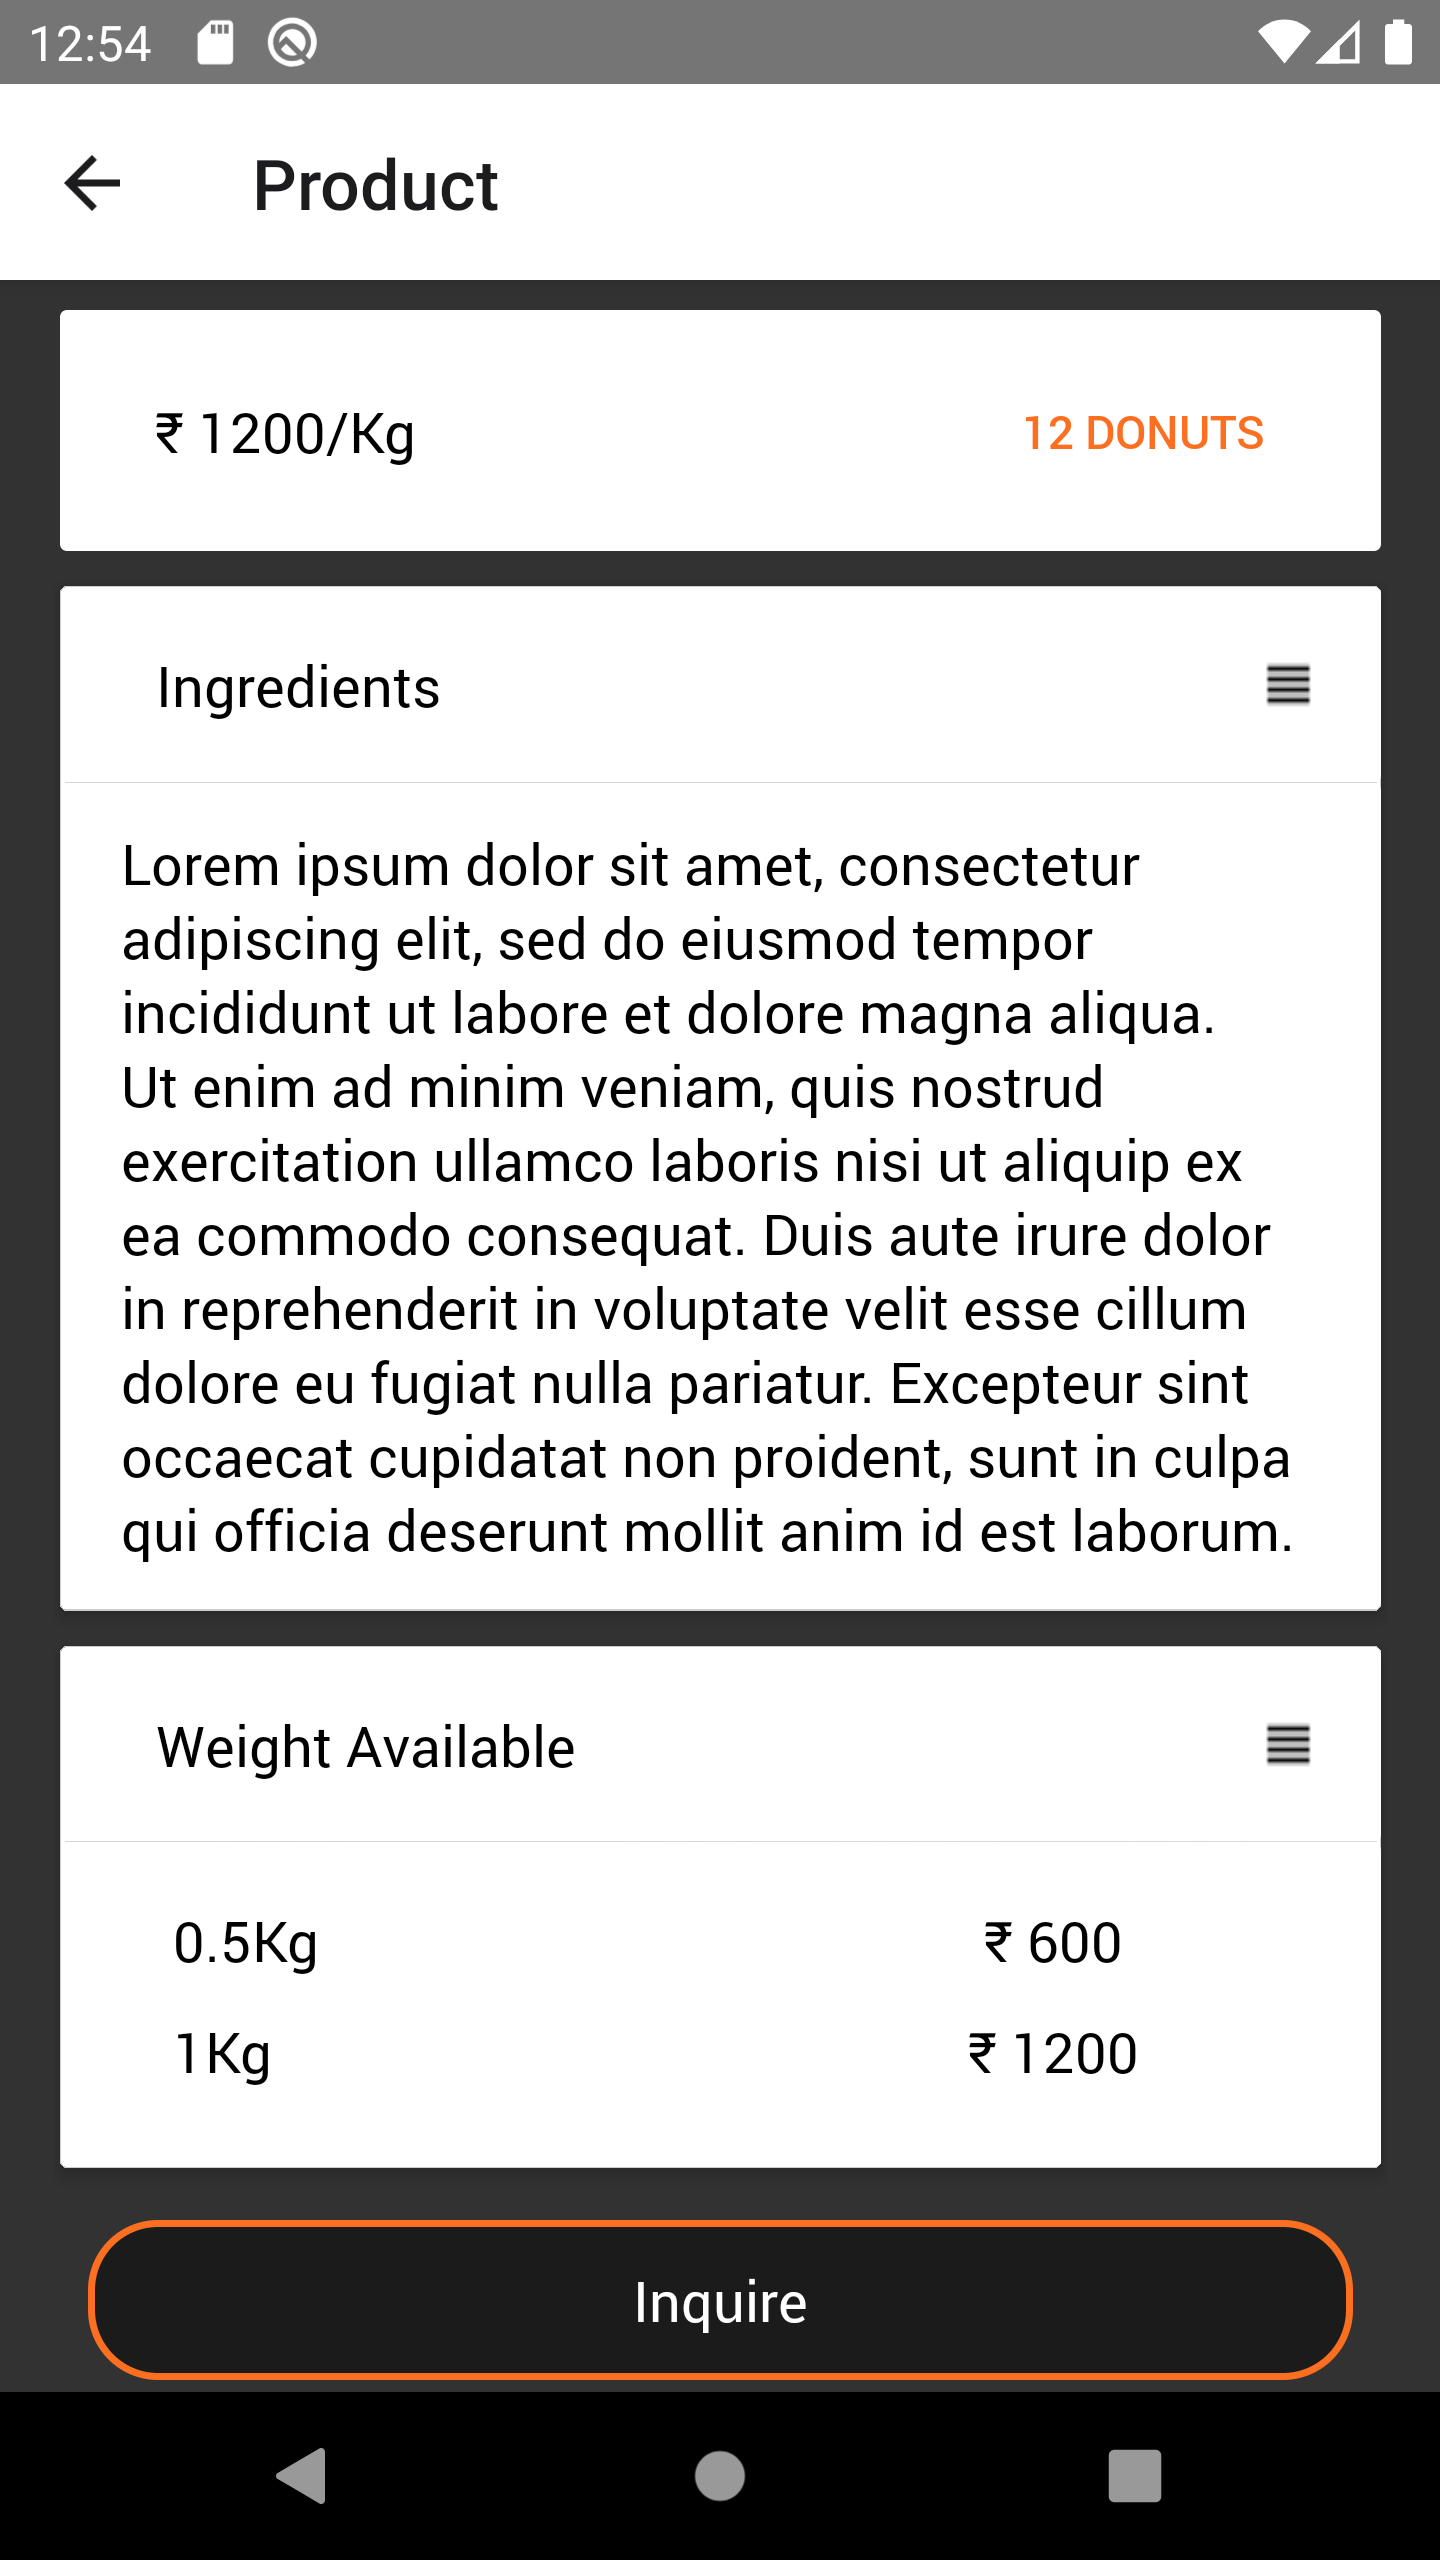 12:54
Product
₹ 1200/Kg
12 DONUTS
Ingredients
Lorem ipsum dolor sit amet, consectetur
adipiscing elit, sed do eiusmod tempor
incididunt ut labore et dolore magna aliqua.
Ut enim ad minim veniam, quis nostrud
exercitation ullamco laboris nisi ut aliquip ex
ea commodo consequat. Duis aute irure dolor
in reprehenderit in voluptate velit esse cillum
dolore eu fugiat nulla pariatur. Excepteur sint
occaecat cupidatat non proident, sunt in culpa
qui officia deserunt mollit anim id est laborum.
Weight Available
0.5Kg ₹ 600
1Kg ₹ 1200
Inquire